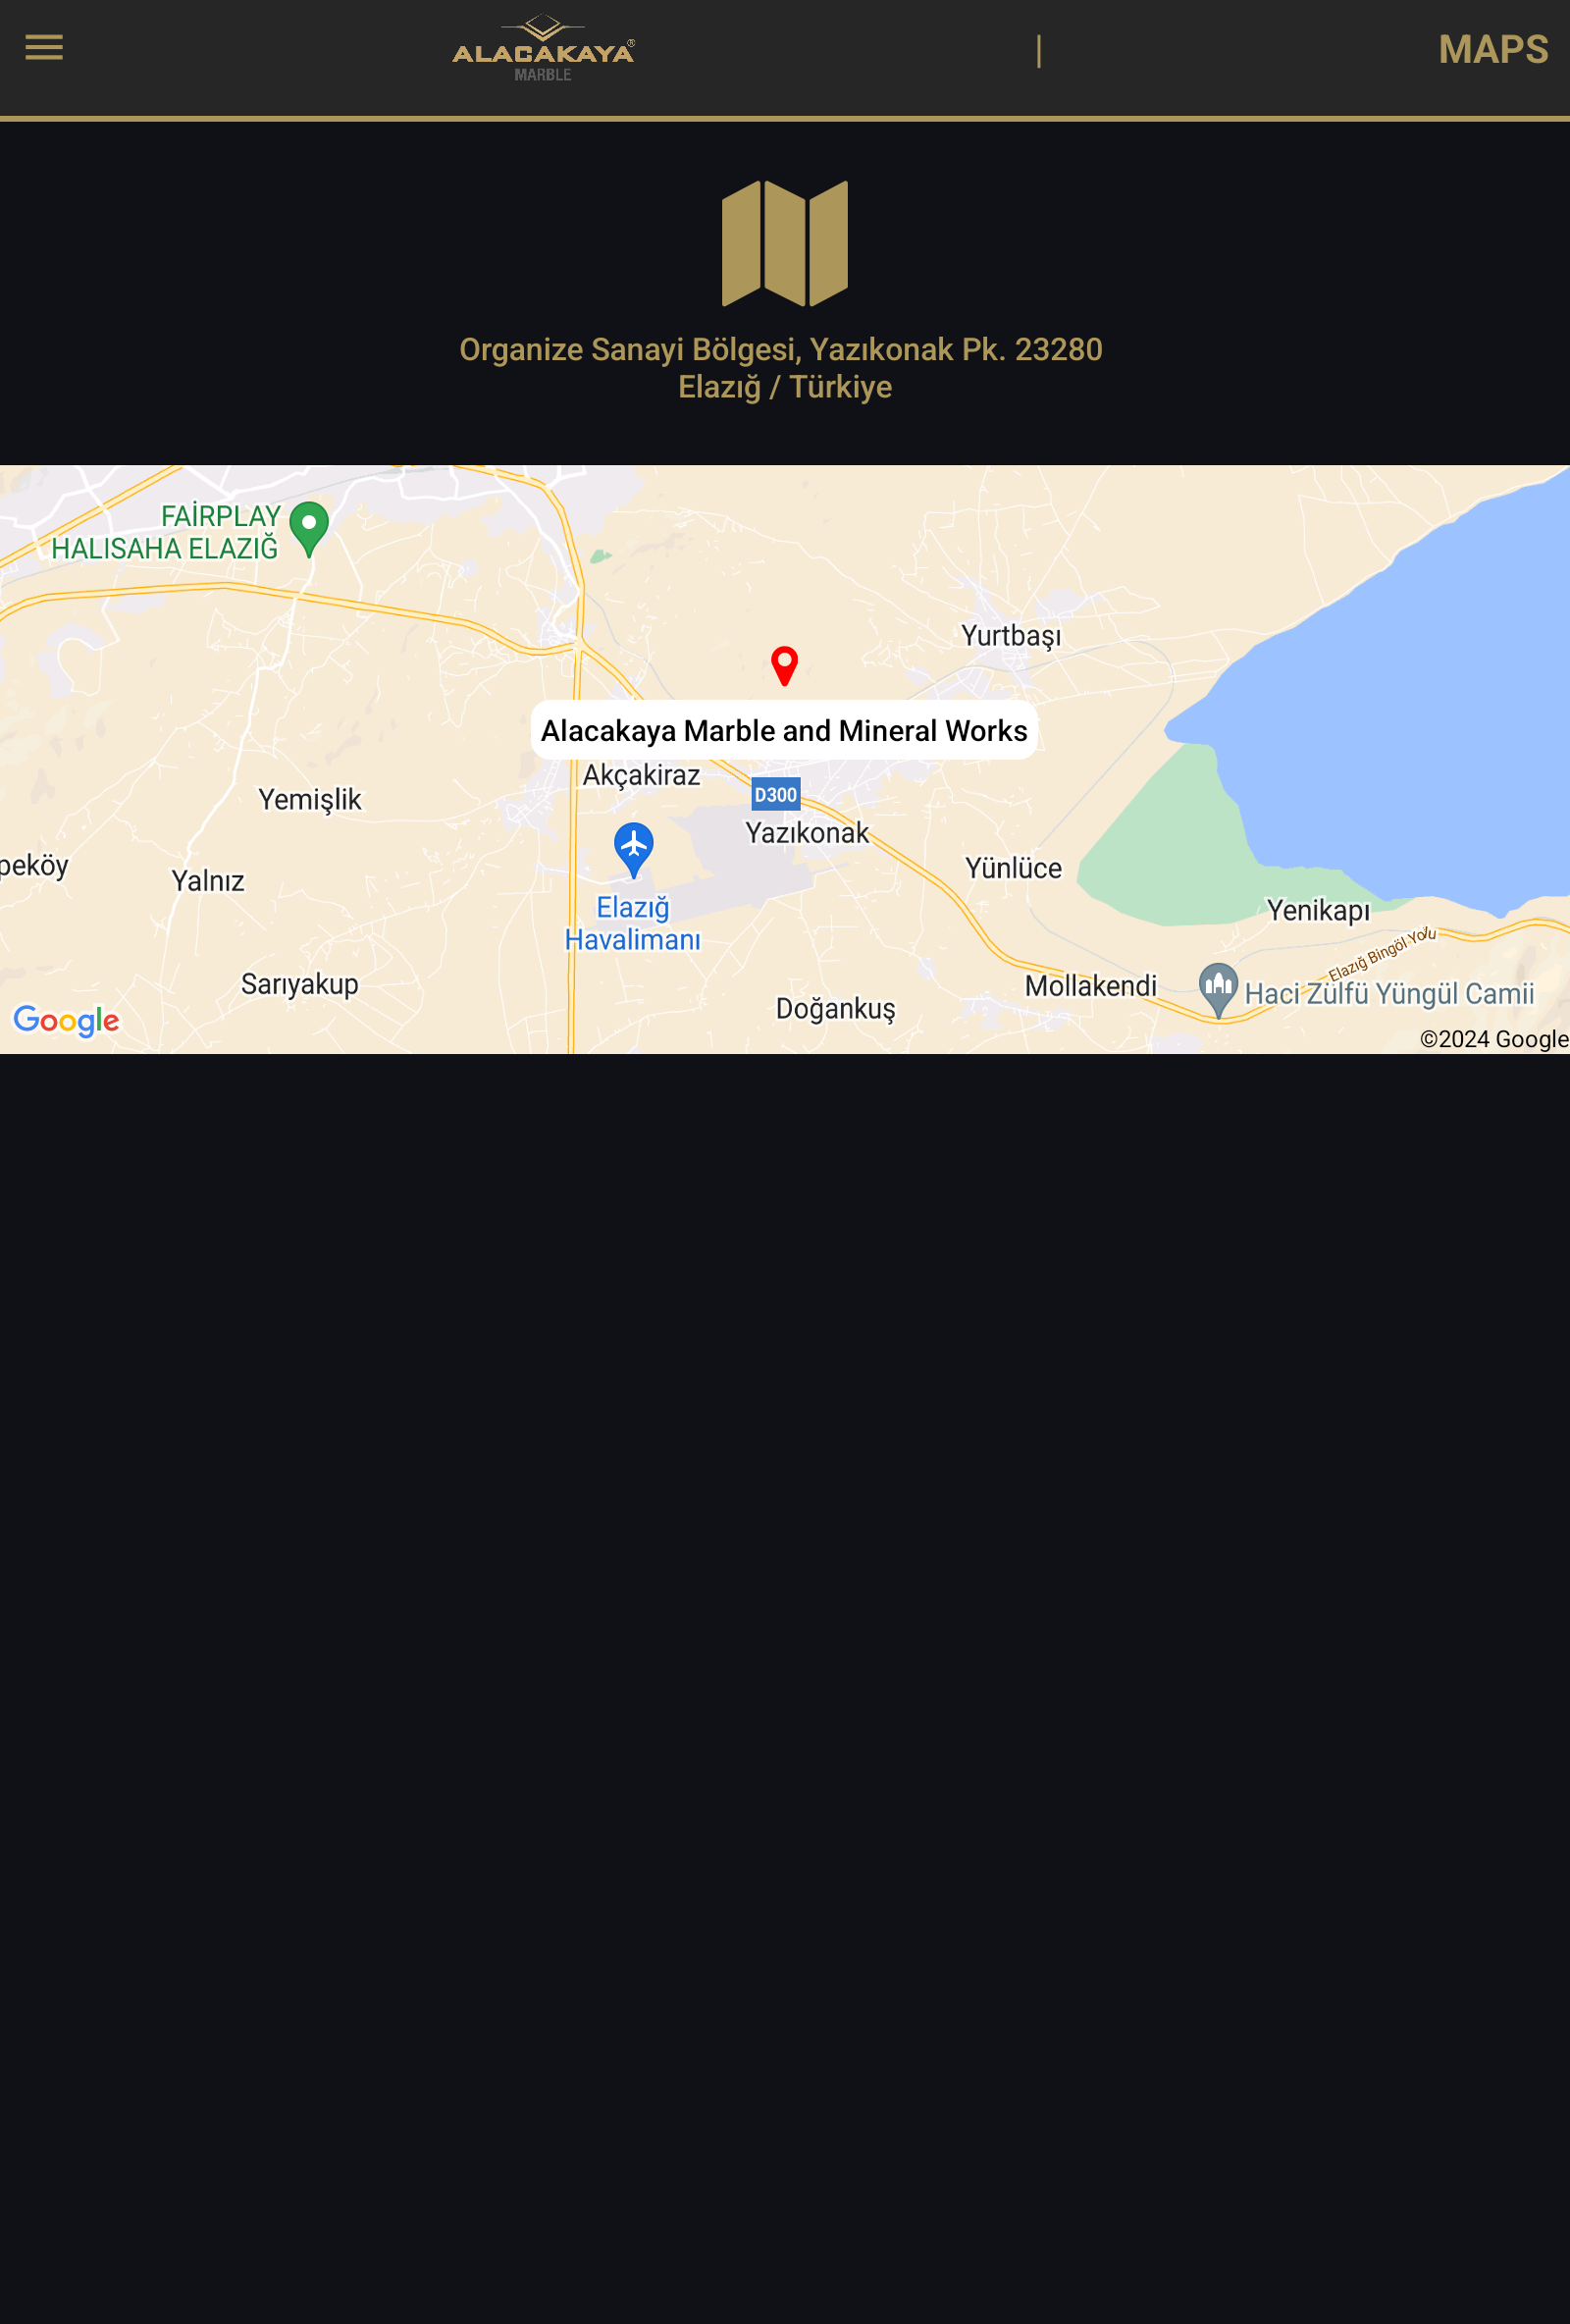 ALACAKAYA®
MARBLE
|
MAPS
Organize Sanayi Bölgesi, Yazıkonak Pk. 23280
Elazığ / Türkiye
FAİRPLAY
HALISAHA ELAZIĞ
Yurtbaşı
Alacakaya Marble and Mineral Works
Akçakiraz
D300
Yemişlik
Yazıkonak
peköy
Yalnız
Yünlüce
Elazığ
Havalimanı
Yenikapı
Elazığ Bingöl Yolu
Sarıyakup
Mollakendi
Haci Zülfü Yüngül Camii
Doğankuş
Google
©2024 Google